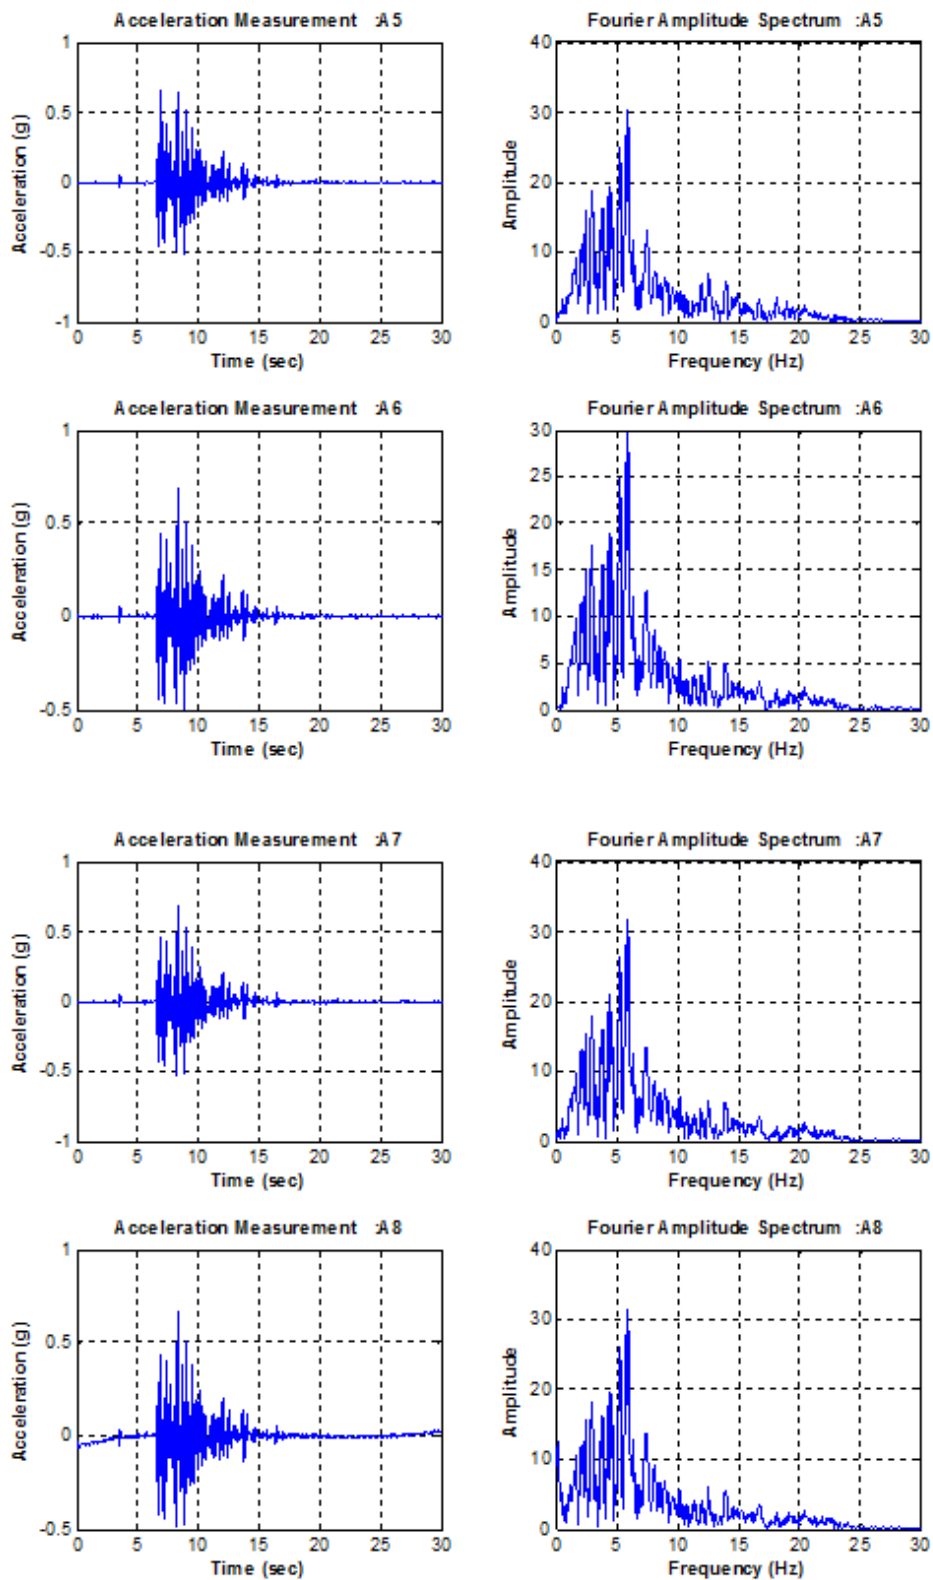 Acceleration Measurement :A5
Fourier Amplitude Spectrum :A5
1
0.5
0
-0.5
-1
Acceleration (g)
0 5 10 15 20 25 30
Time (sec)
40
30
20
10
0
Amplitude
0 5 10 15 20 25 30
Frequency (Hz)
Acceleration Measurement :A6
Fourier Amplitude Spectrum :A6
1
0.5
0
-0.5
Acceleration (g)
0 5 10 15 20 25 30
Time (sec)
30
25
20
15
10
5
0
Amplitude
0 5 10 15 20 25 30
Frequency (Hz)
Acceleration Measurement :A7
Fourier Amplitude Spectrum :A7
1
0.5
0
-0.5
-1
Acceleration (g)
0 5 10 15 20 25 30
Time (sec)
40
30
20
10
0
Amplitude
0 5 10 15 20 25 30
Frequency (Hz)
Acceleration Measurement :A8
Fourier Amplitude Spectrum :A8
1
0.5
0
-0.5
Acceleration (g)
0 5 10 15 20 25 30
Time (sec)
40
30
20
10
0
Amplitude
0 5 10 15 20 25 30
Frequency (Hz)